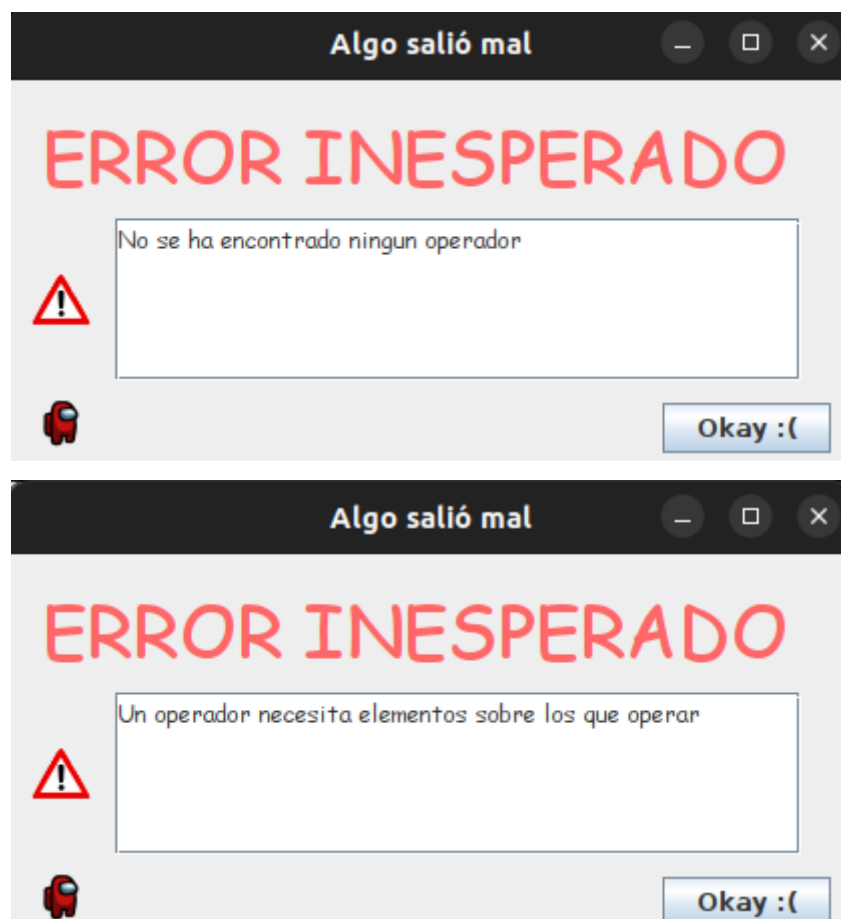 Algo salió mal
ERROR INESPERADO
No se ha encontrado ningun operador
Okay :(
Algo salió mal
ERROR INESPERADO
Un operador necesita elementos sobre los que operar
Okay :(